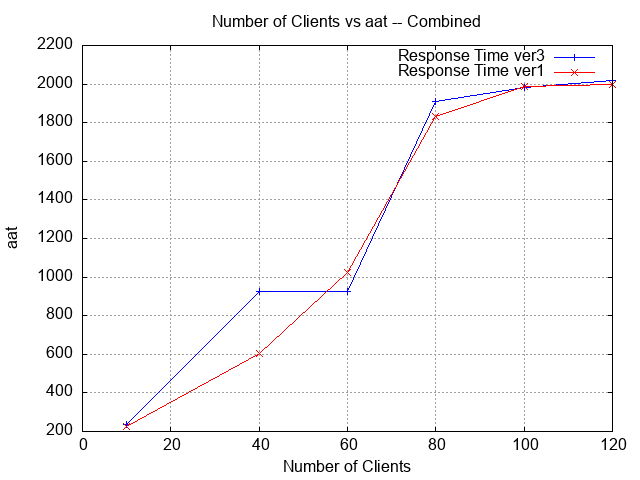 Number of Clients vs aat -- Combined
Response Time ver3
Response Time ver1
2200
2000
1800
1600
1400
1200
1000
800
600
400
200
aat
0 20 40 60 80 100 120
Number of Clients